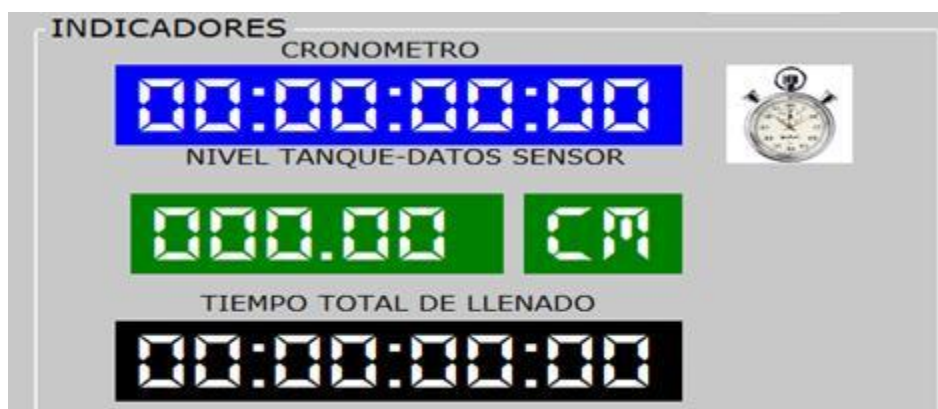 INDICADORES
CRONOMETRO
00:00:00:00
NIVEL TANQUE-DATOS SENSOR
000.00 CM
TIEMPO TOTAL DE LLENADO
00:00:00:00